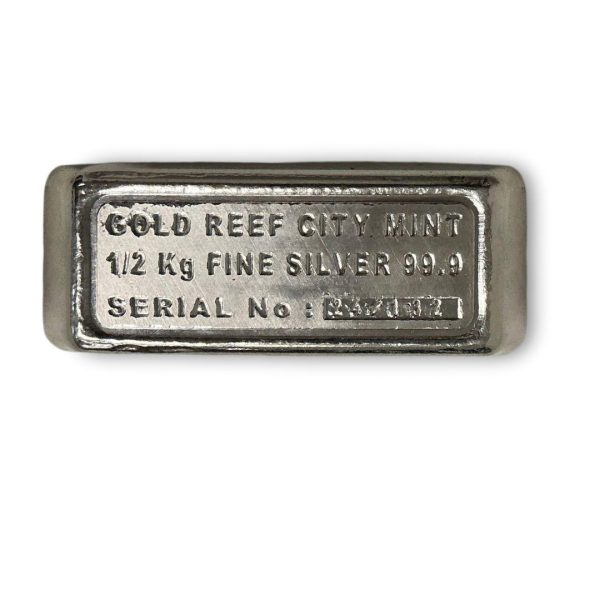 GOLD REEF CITY MINT
1/2 Kg FINE SILVER 99.9
SERIAL No :